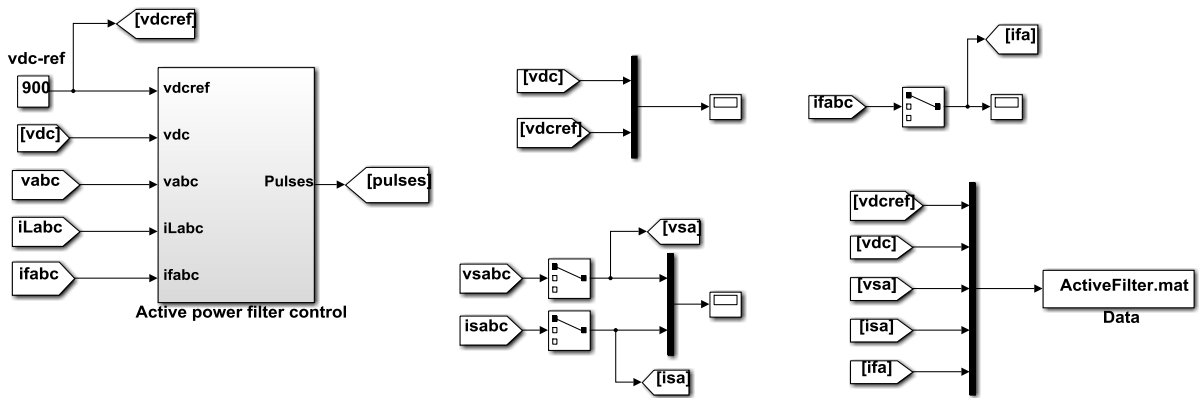 [vdcref]
vdc-ref
900
[vdc]
vabc
iLabc
ifabc
vdcref
vdc
vabc
iLabc
ifabc
Pulses
Active power filter control
[pulses]
[vdc]
[vdcref]
vsabc
isabc
[vsa]
[isa]
ifabc
[ifa]
[vdcref]
[vdc]
[vsa]
[isa]
[ifa]
ActiveFilter.mat
Data